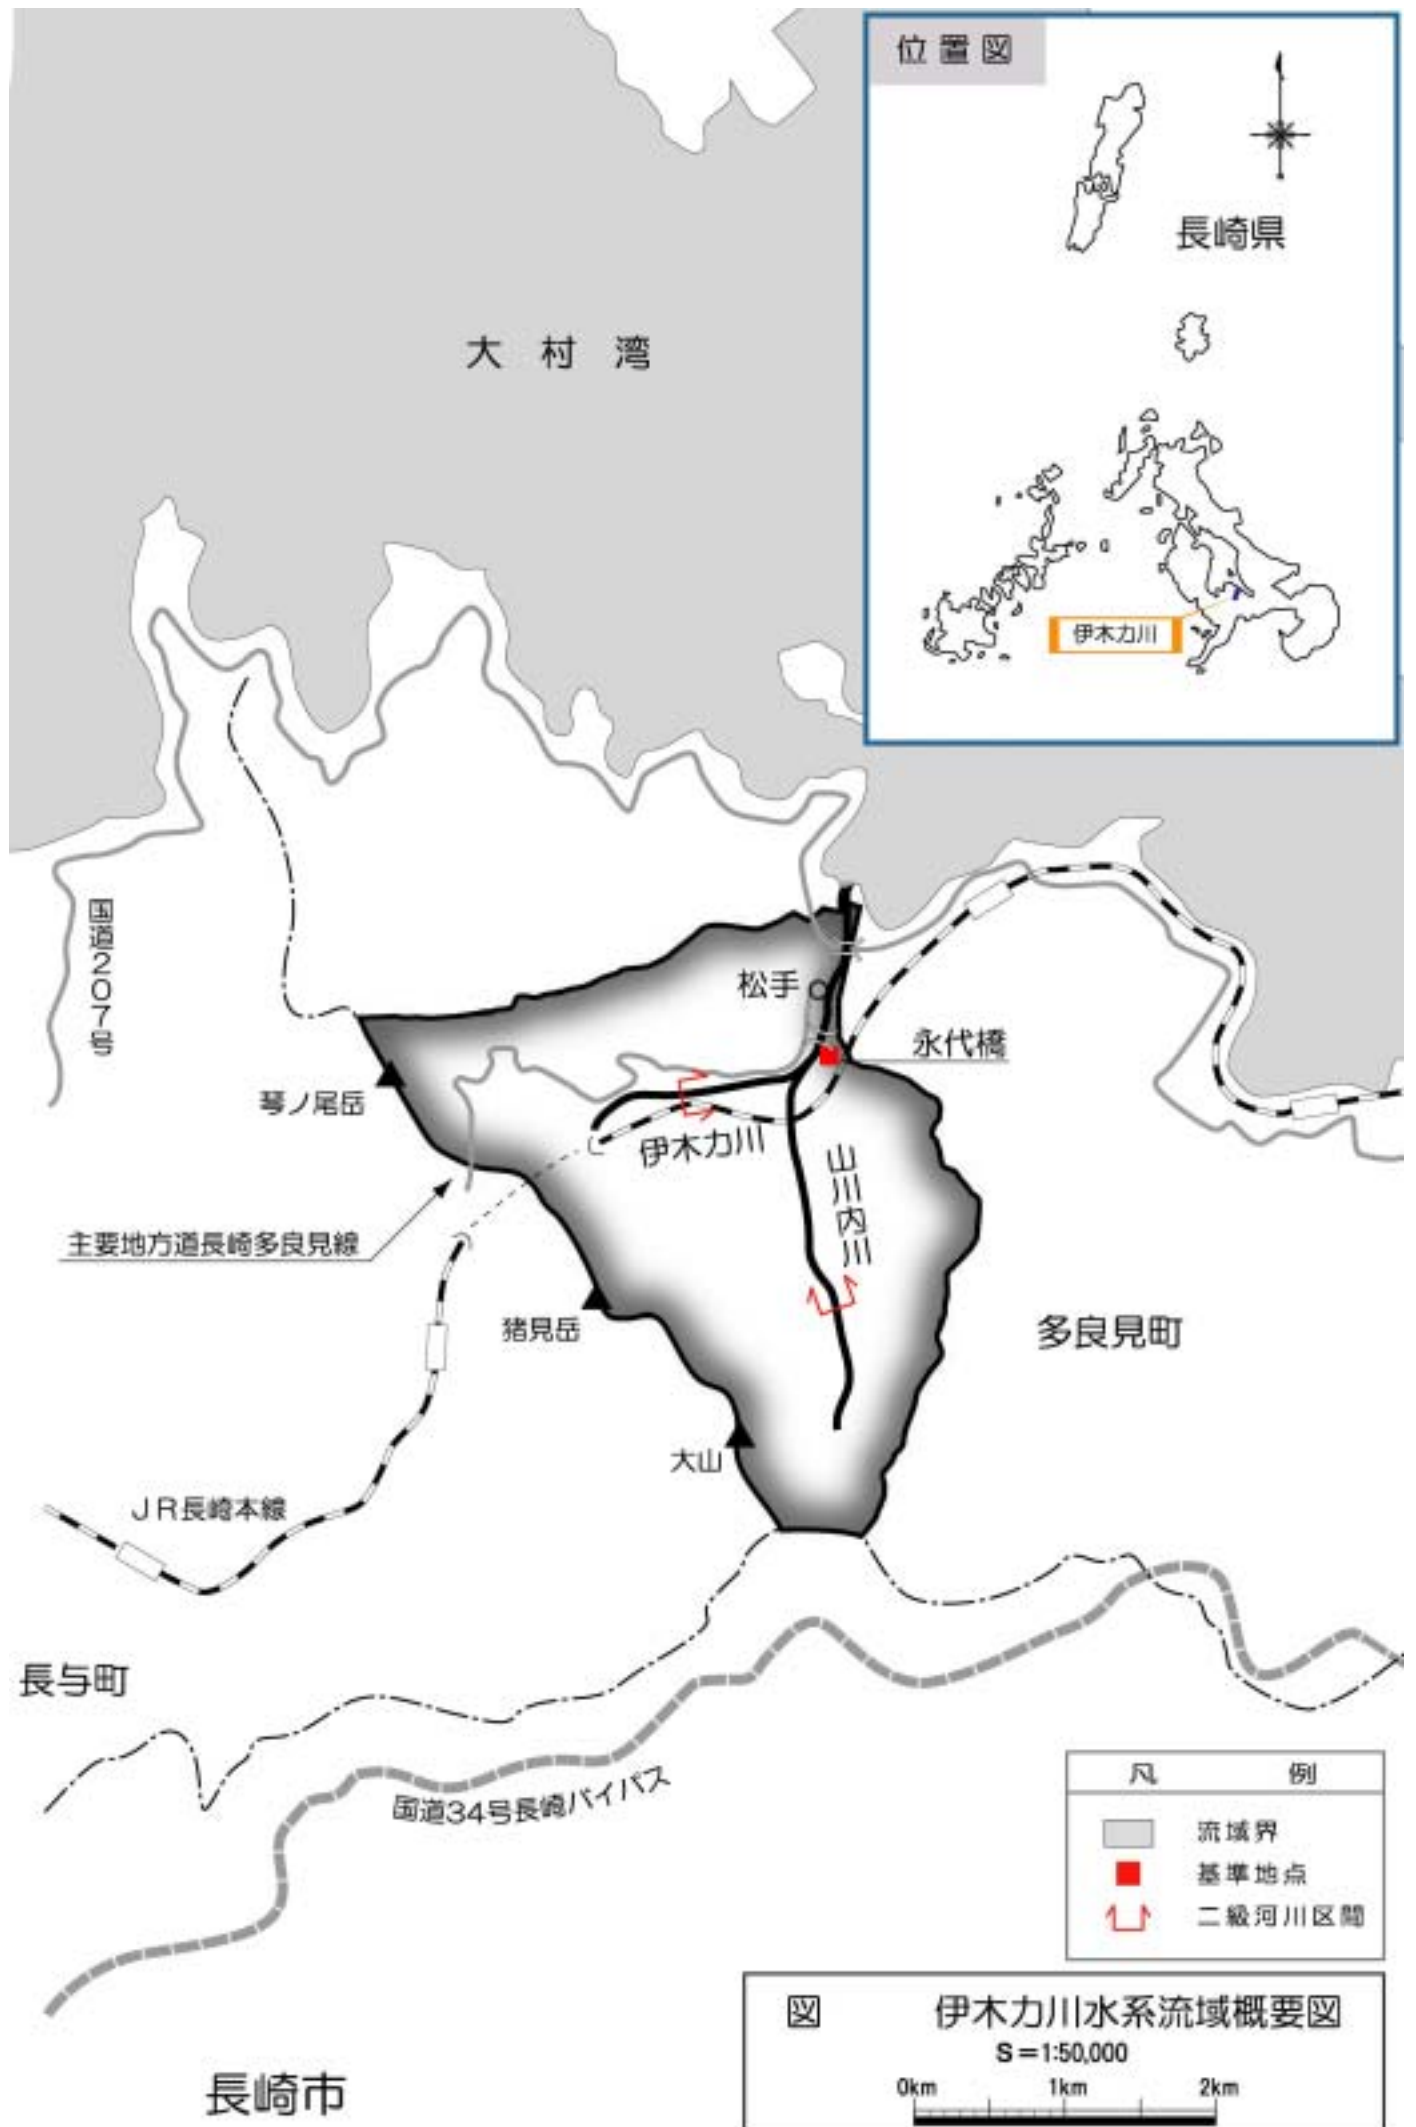 位置図
長崎県
伊木力川
大村湾
国道207号
松手
永代橋
琴ノ尾岳
伊木力川
山川内川
主要地方道長崎多良見線
猪見岳
多良見町
大山
JR長崎本線
長与町
国道34号長崎バイパス
凡例
流域界
基準地点
二級河川区間
図 伊木力川水系流域概要図
S=1:50,000
0km 1km 2km
長崎市